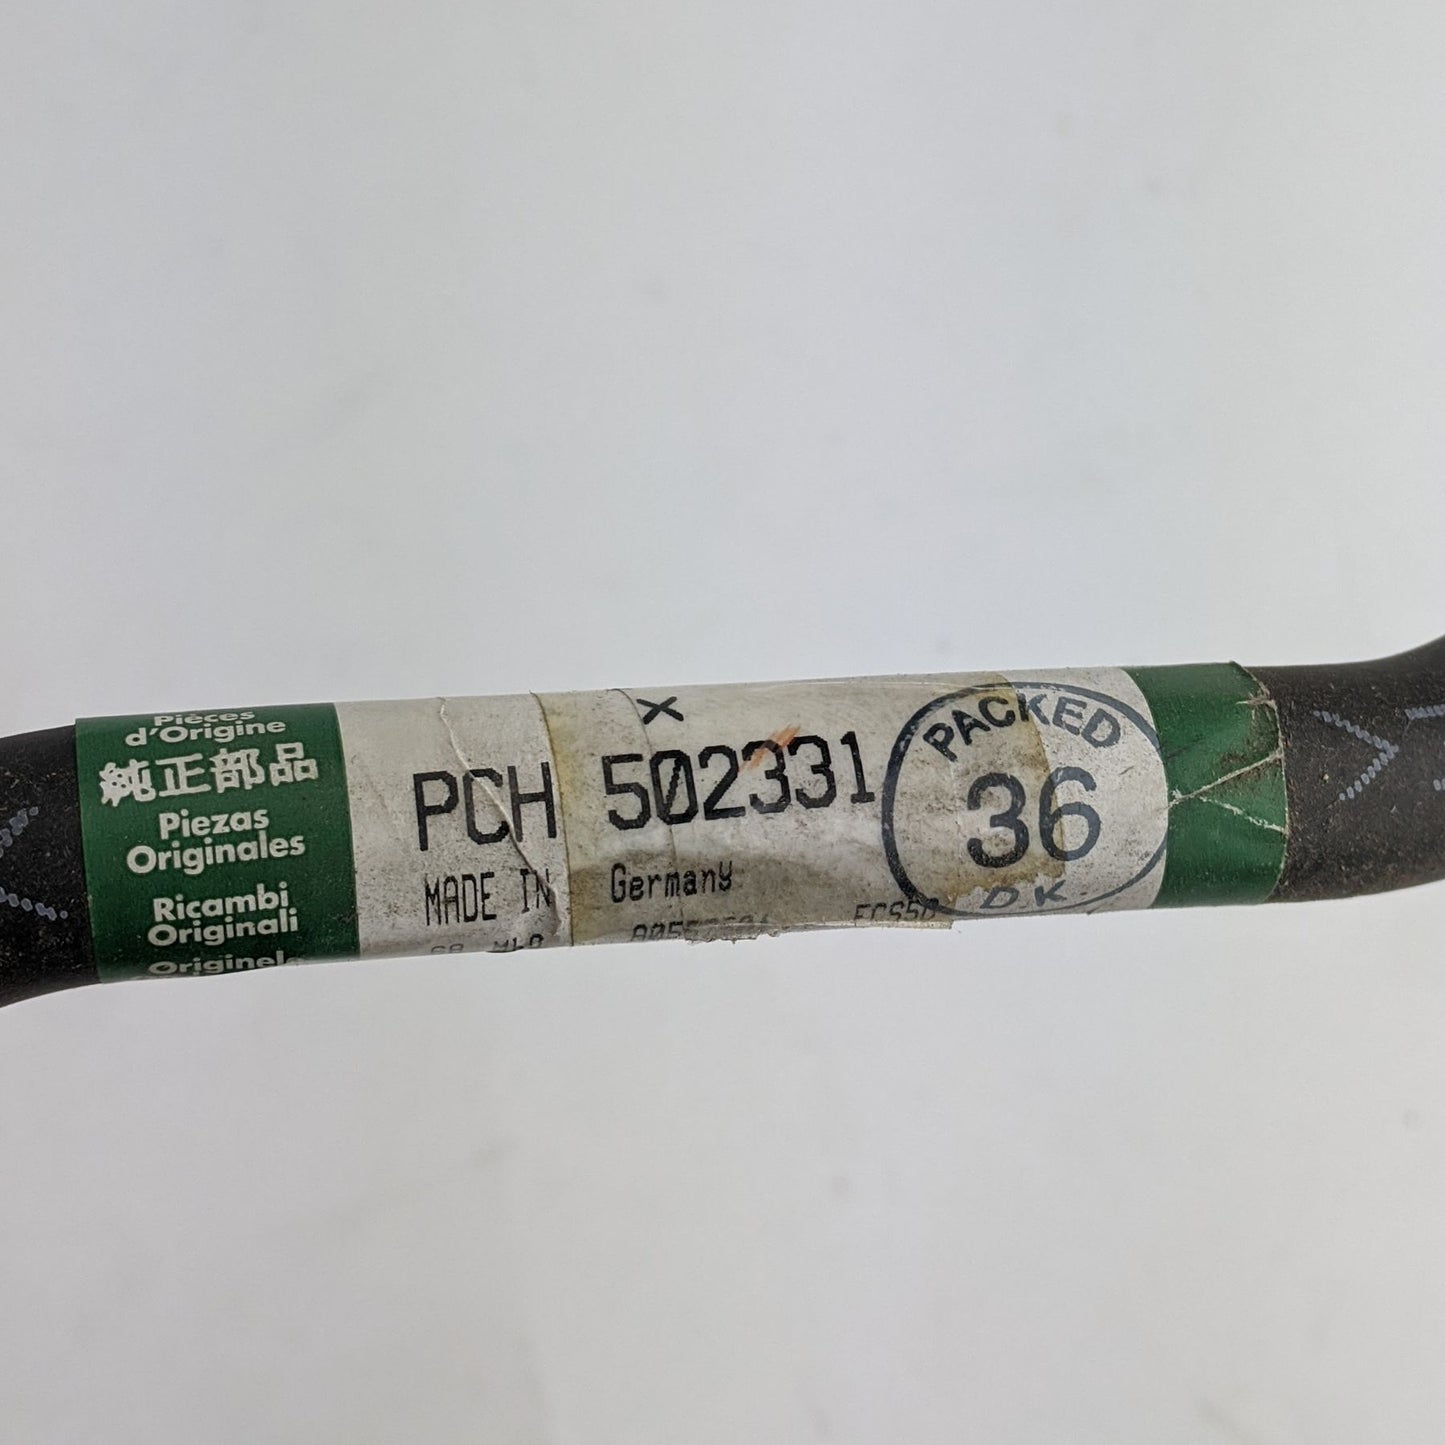 Pièces
d'Origine
純正部品
Piezas
Originales
Ricambi
Originali
X
PCH 502331
MADE IN Germany
PACKED
36
D.K.